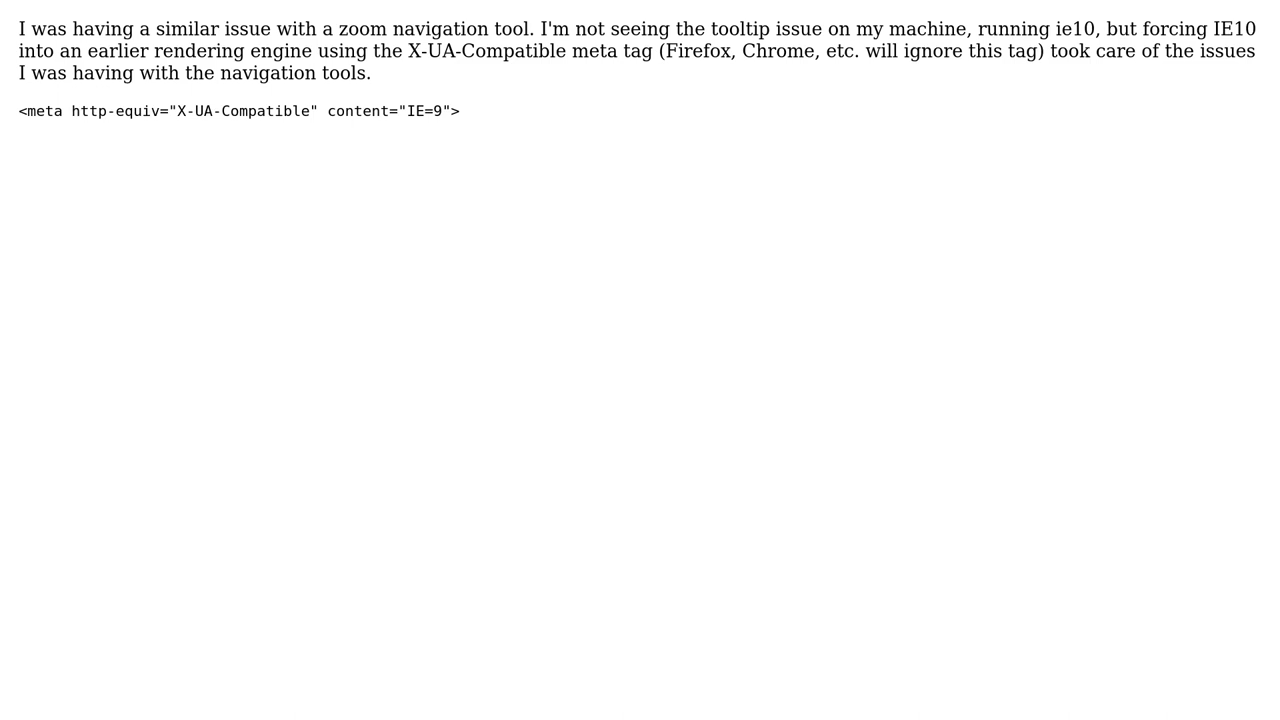 I was having a similar issue with a zoom navigation tool. I'm not seeing the tooltip issue on my machine, running ie10, but forcing IE10
into an earlier rendering engine using the X-UA-Compatible meta tag (Firefox, Chrome, etc. will ignore this tag) took care of the issues
I was having with the navigation tools.
<meta http-equiv="X-UA-Compatible" content="IE=9">